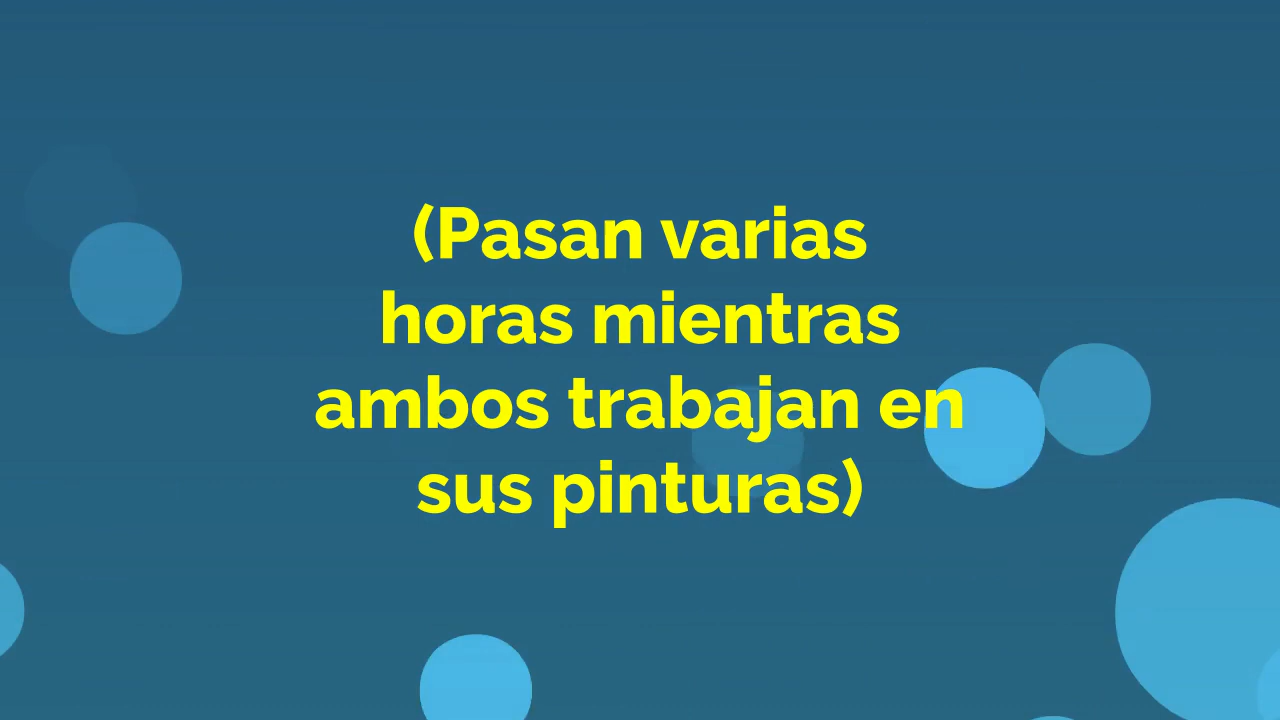 (Pasan varias
horas mientras
ambos trabajan en
sus pinturas)